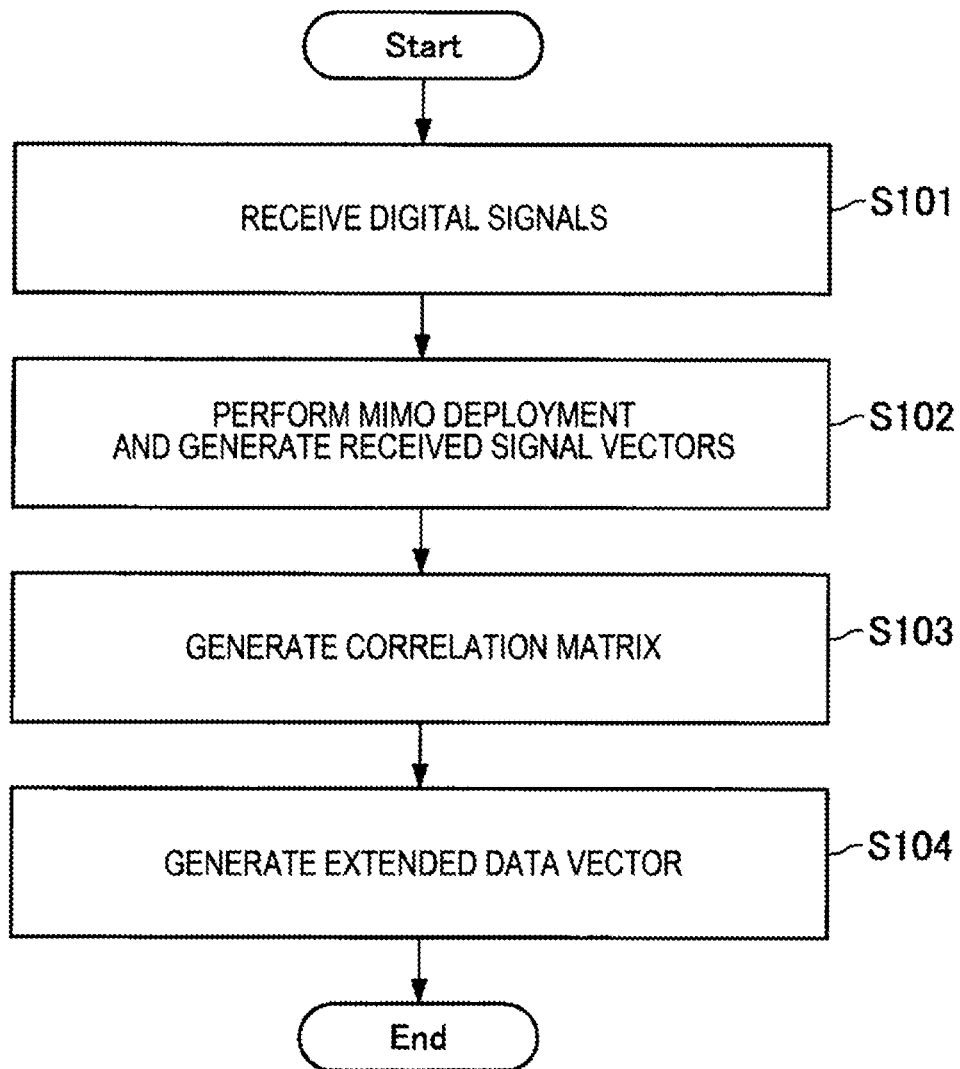 Start
RECEIVE DIGITAL SIGNALS
S101
PERFORM MIMO DEPLOYMENT
AND GENERATE RECEIVED SIGNAL VECTORS
S102
GENERATE CORRELATION MATRIX
S103
GENERATE EXTENDED DATA VECTOR
S104
End